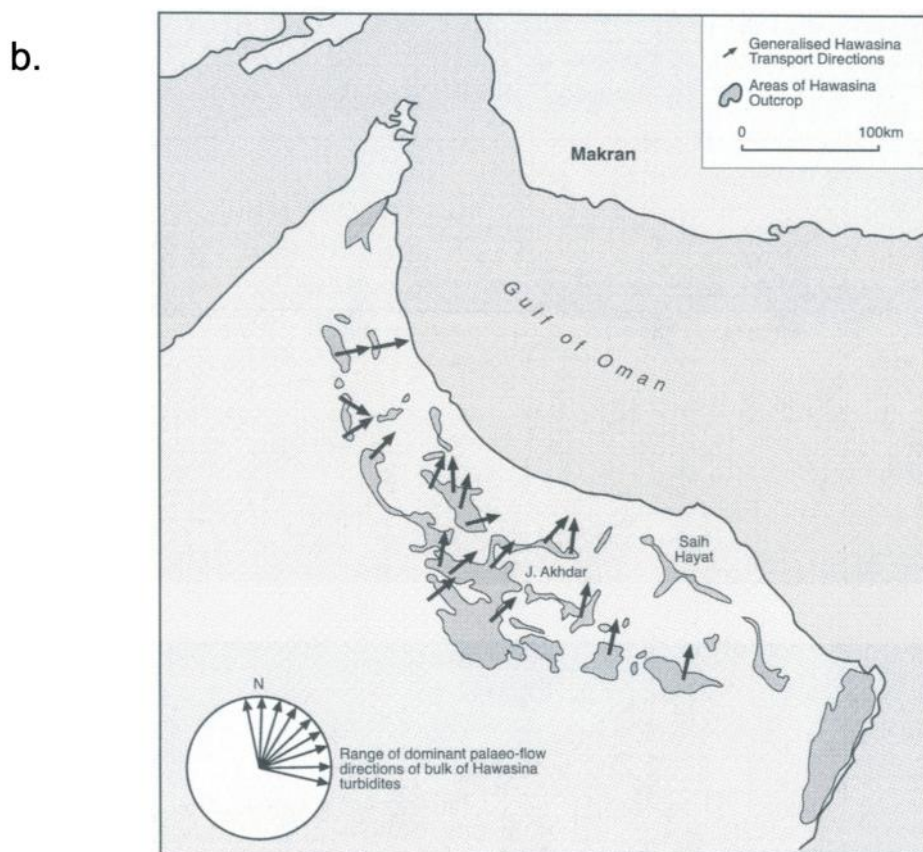 b.
Generalised Hawasina
Transport Directions
Areas of Hawasina
Outcrop
0 100km
Makran
Gulf of Oman
Saih
Hayat
J. Akhdar
N
Range of dominant palaeo-flow
directions of bulk of Hawasina
turbidites